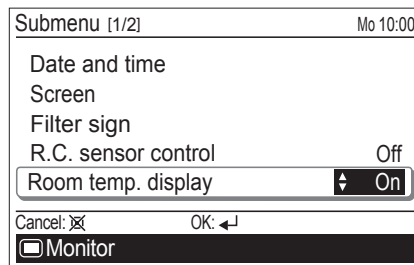 Submenu [1/2] Mo 10:00
Date and time
Screen
Filter sign
R.C. sensor control Off
Room temp. display On
Cancel: OK:
Monitor